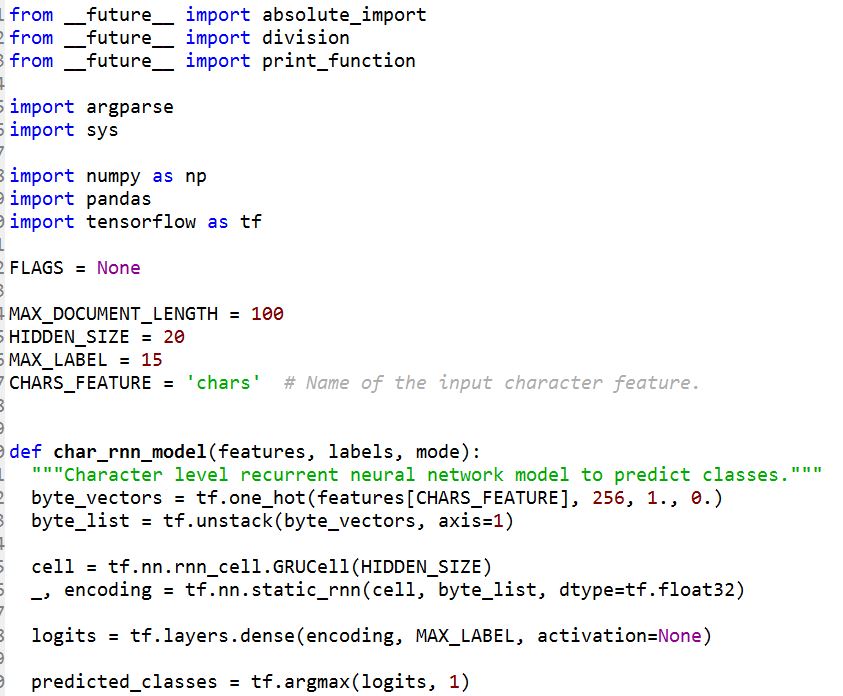 from __future__ import absolute_import
from __future__ import division
from __future__ import print_function
import argparse
import sys
import numpy as np
import pandas
import tensorflow as tf
FLAGS = None
MAX_DOCUMENT_LENGTH = 100
HIDDEN_SIZE = 20
MAX_LABEL = 15
CHARS_FEATURE = 'chars'  # Name of the input character feature.
def char_rnn_model(features, labels, mode):
  """Character level recurrent neural network model to predict classes."""
  byte_vectors = tf.one_hot(features[CHARS_FEATURE], 256, 1., 0.)
  byte_list = tf.unstack(byte_vectors, axis=1)
  cell = tf.nn.rnn_cell.GRUCell(HIDDEN_SIZE)
  _, encoding = tf.nn.static_rnn(cell, byte_list, dtype=tf.float32)
  logits = tf.layers.dense(encoding, MAX_LABEL, activation=None)
  predicted_classes = tf.argmax(logits, 1)